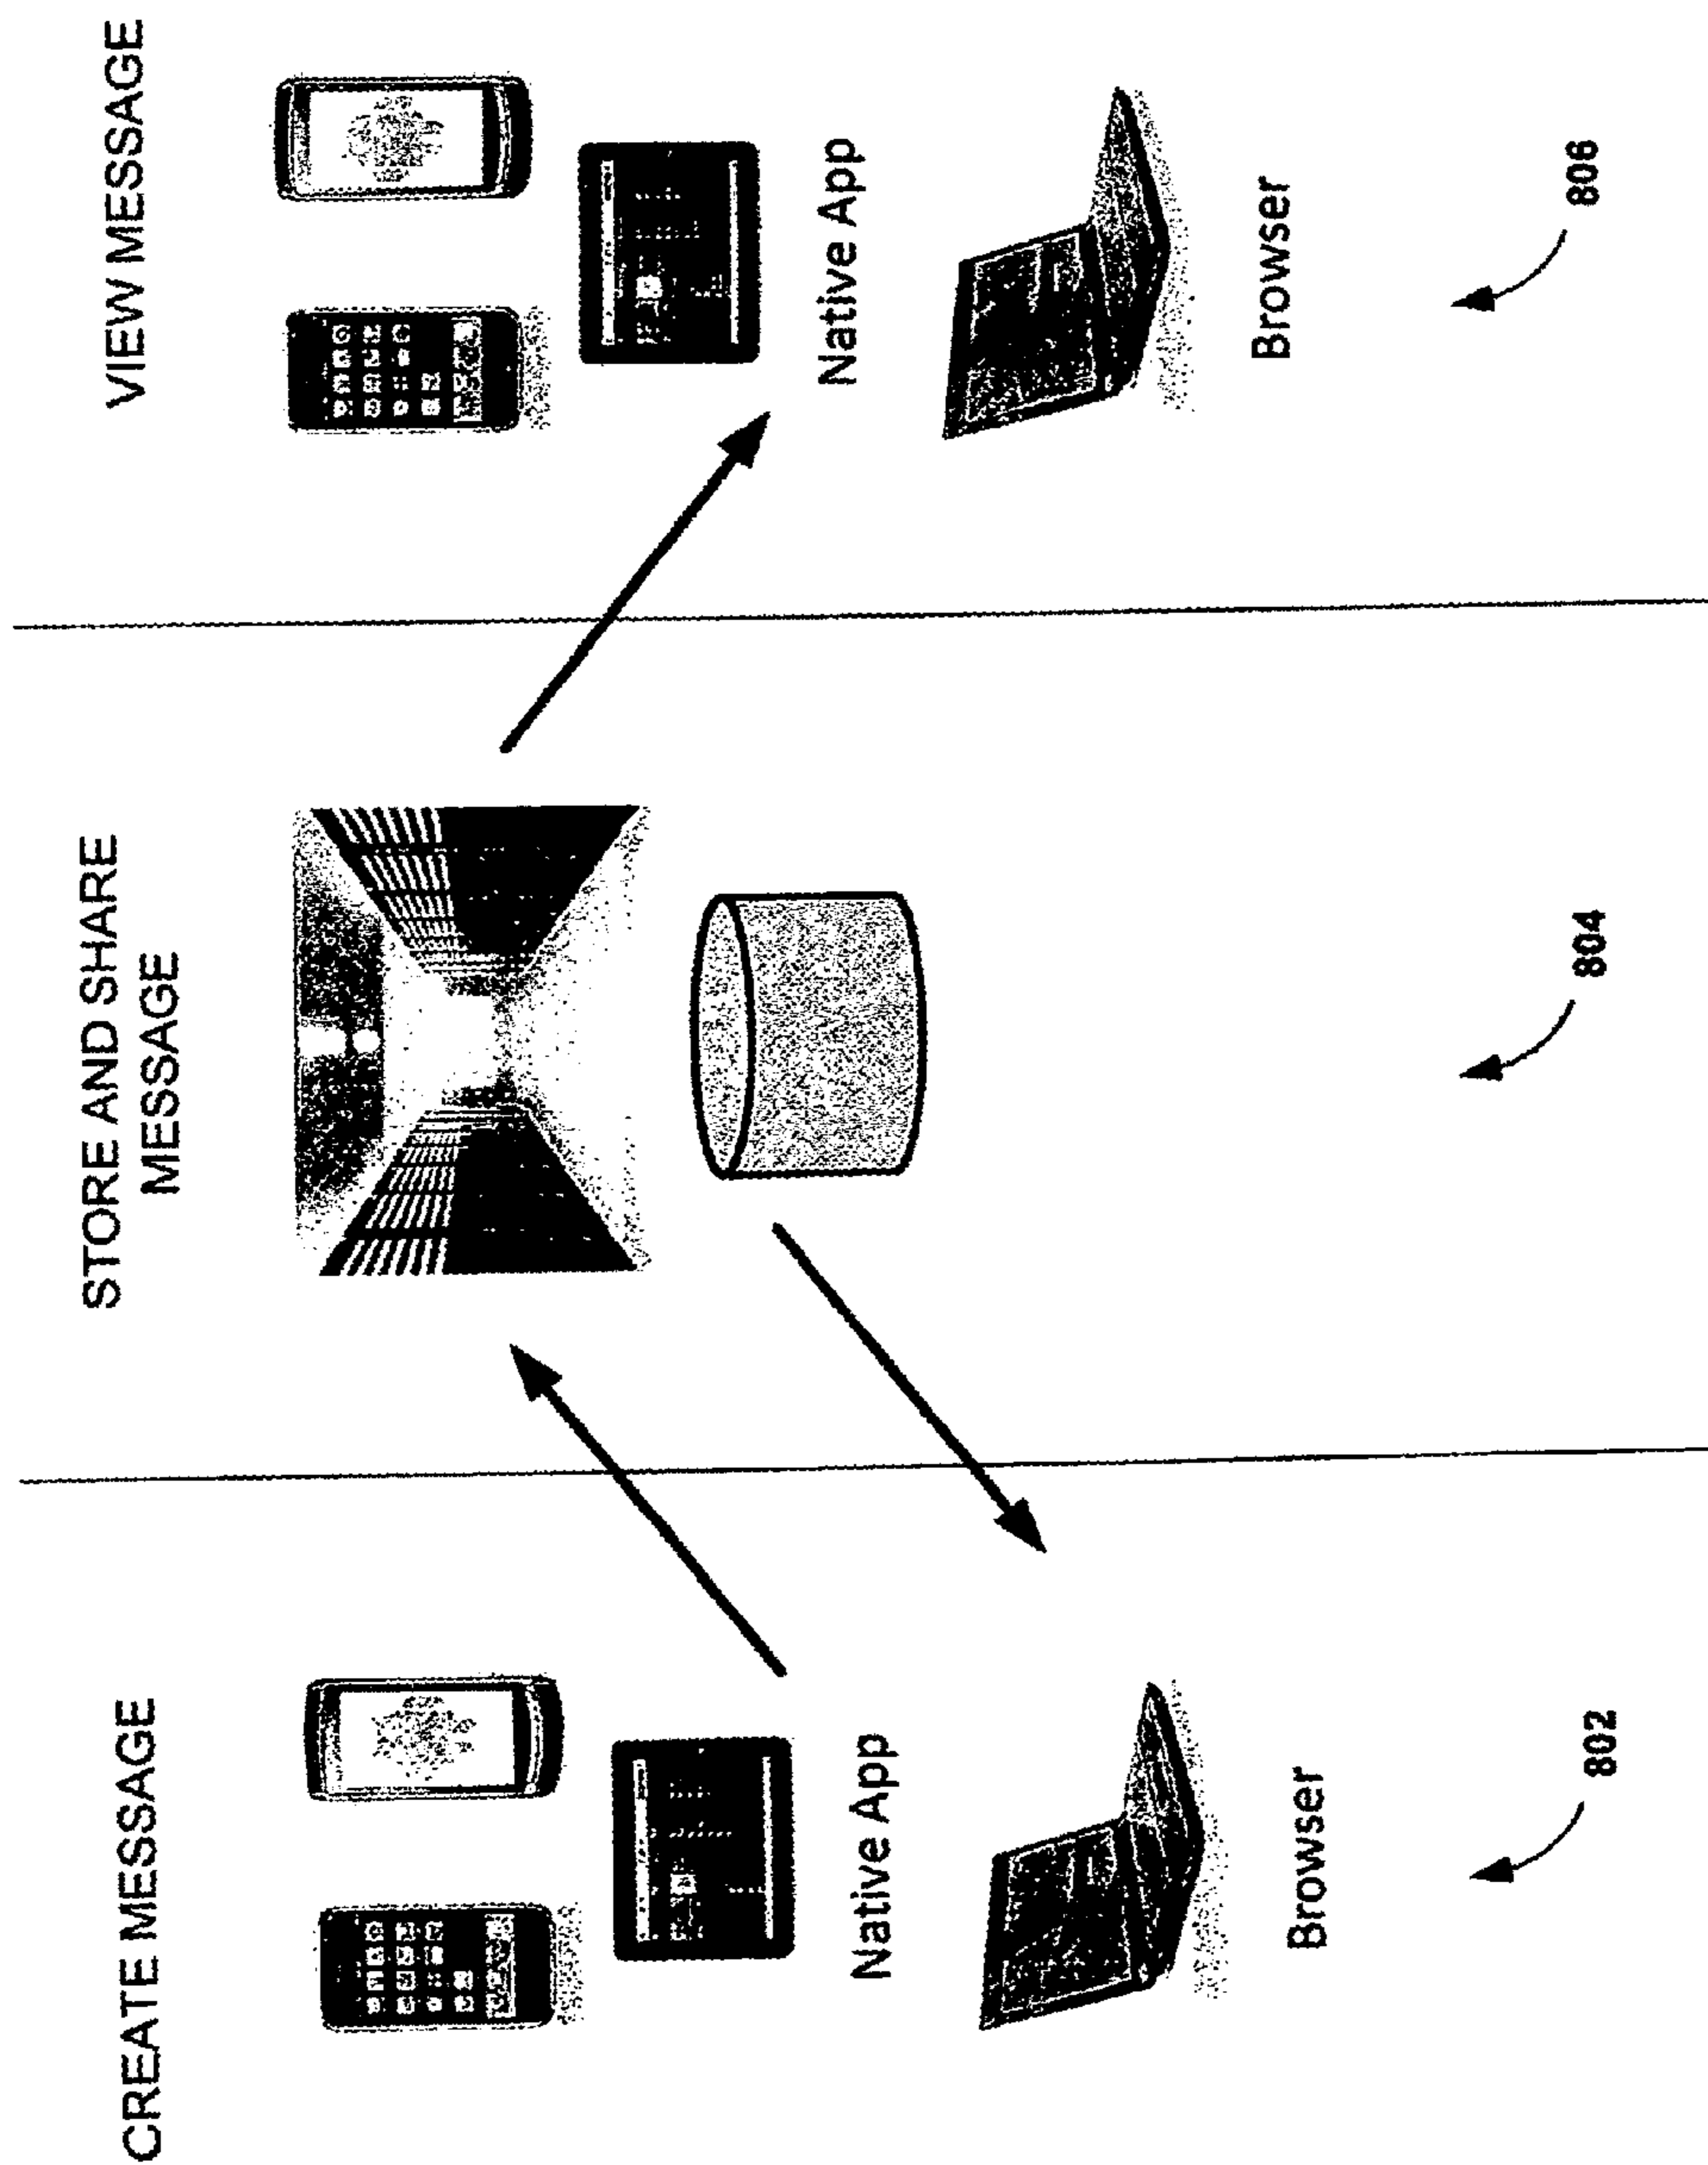 CREATE MESSAGE
Native App
Browser
802
STORE AND SHARE
MESSAGE
804
VIEW MESSAGE
Native App
Browser
806